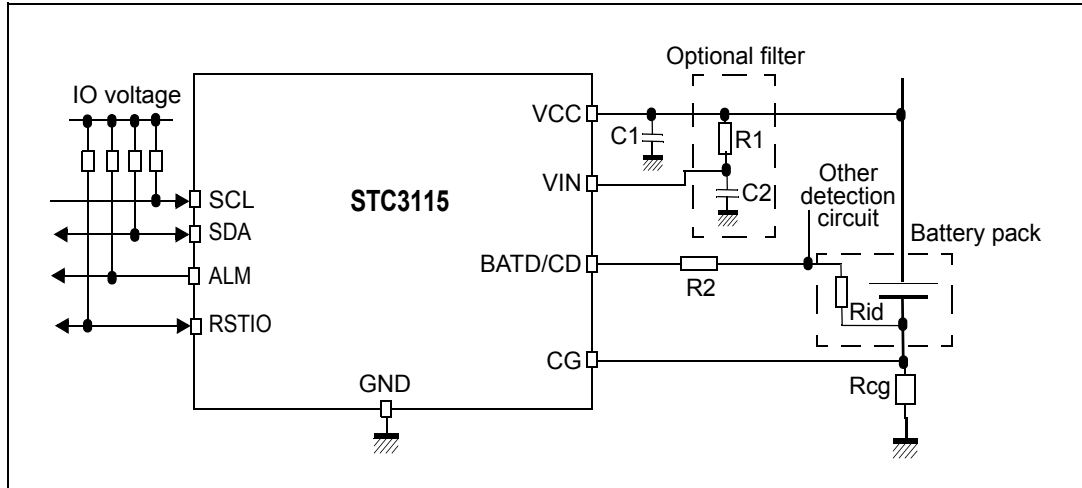 Optional filter
IO voltage
VCC
C1
R1
VIN
C2
STC3115
SCL
SDA
ALM
RSTIO
BATD/CD
R2
Other
detection
circuit
Battery pack
Rid
CG
GND
Rcg